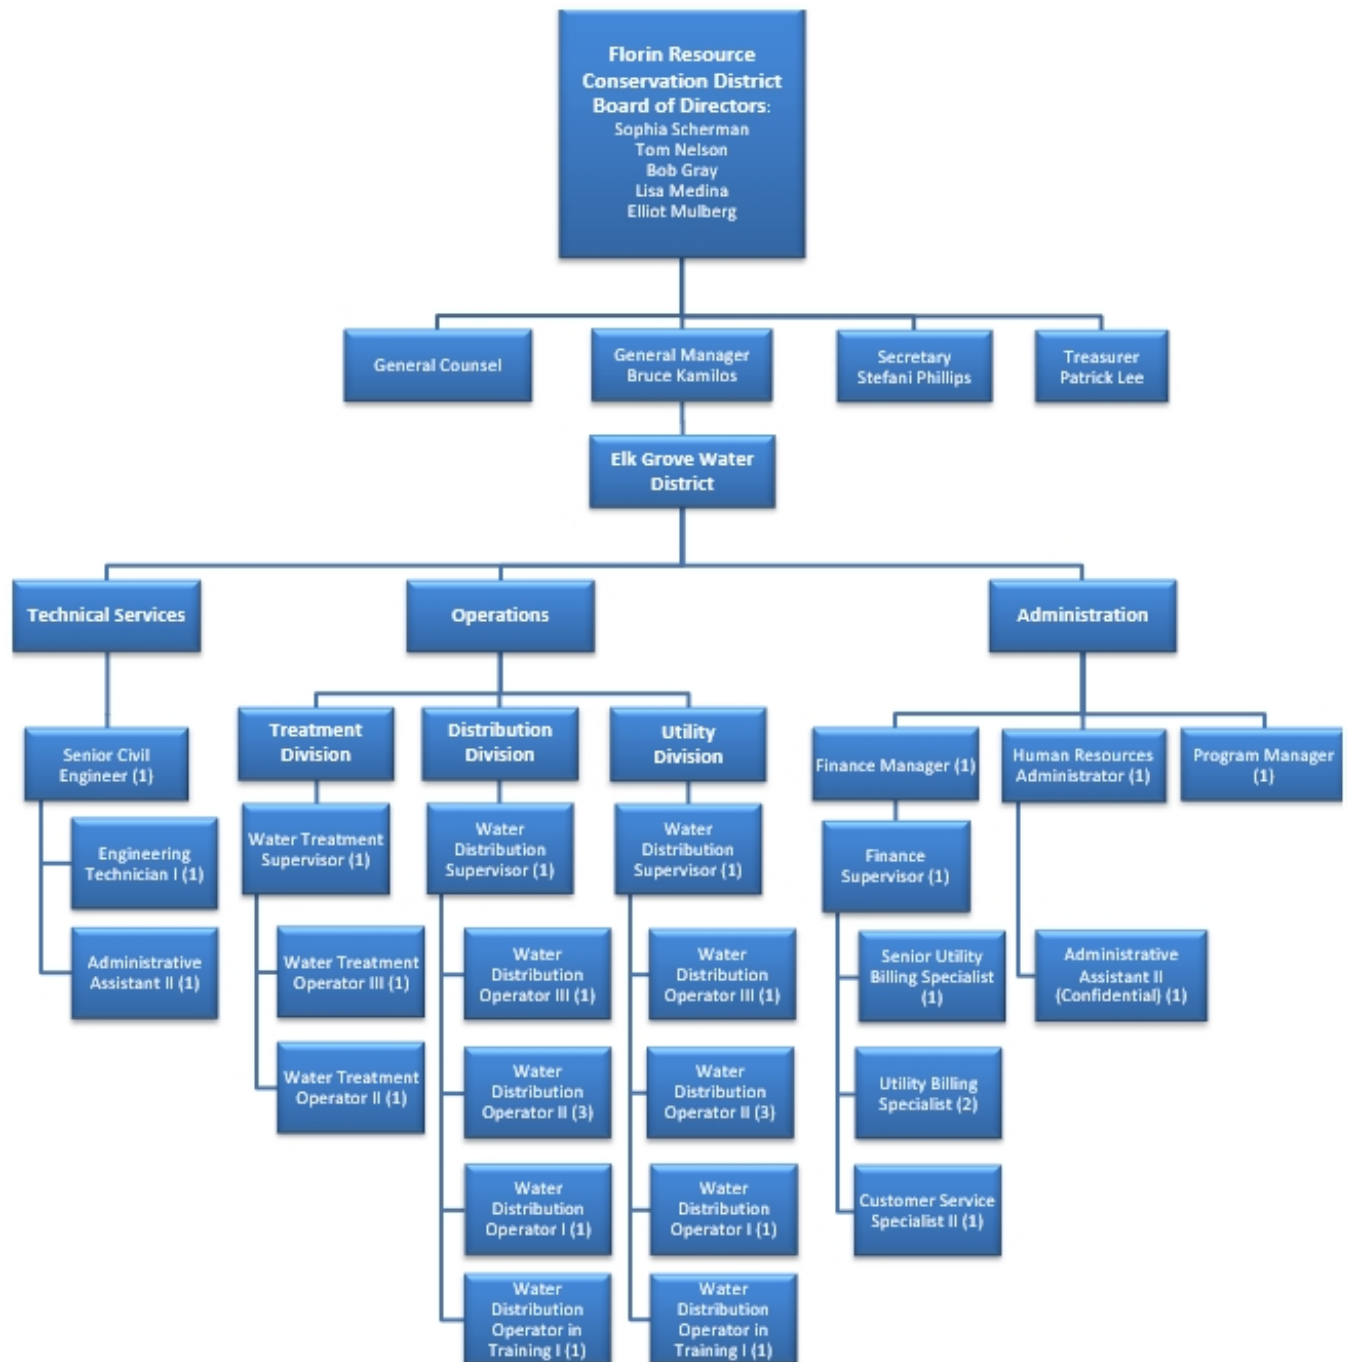 Florin Resource
Conservation District
Board of Directors:
Sophia Scherman
Tom Nelson
Bob Gray
Lisa Medina
Elliot Mulberg
General Counsel
General Manager
Bruce Kamilos
Secretary
Stefani Phillips
Treasurer
Patrick Lee
Elk Grove Water
District
Technical Services
Operations
Administration
Senior Civil
Engineer (1)
Engineering
Technician I (1)
Administrative
Assistant II (1)
Treatment
Division
Water Treatment
Supervisor (1)
Water Treatment
Operator III (1)
Water Treatment
Operator II (1)
Distribution
Division
Water
Distribution
Supervisor (1)
Water
Distribution
Operator III (1)
Water
Distribution
Operator II (3)
Water
Distribution
Operator I (1)
Water
Distribution
Operator in
Training I (1)
Utility
Division
Water
Distribution
Supervisor (1)
Water
Distribution
Operator III (1)
Water
Distribution
Operator II (3)
Water
Distribution
Operator I (1)
Water
Distribution
Operator in
Training I (1)
Finance Manager (1)
Finance
Supervisor (1)
Senior Utility
Billing Specialist
(1)
Utility Billing
Specialist (2)
Customer Service
Specialist II (1)
Human Resources
Administrator (1)
Administrative
Assistant II
(Confidential) (1)
Program Manager
(1)